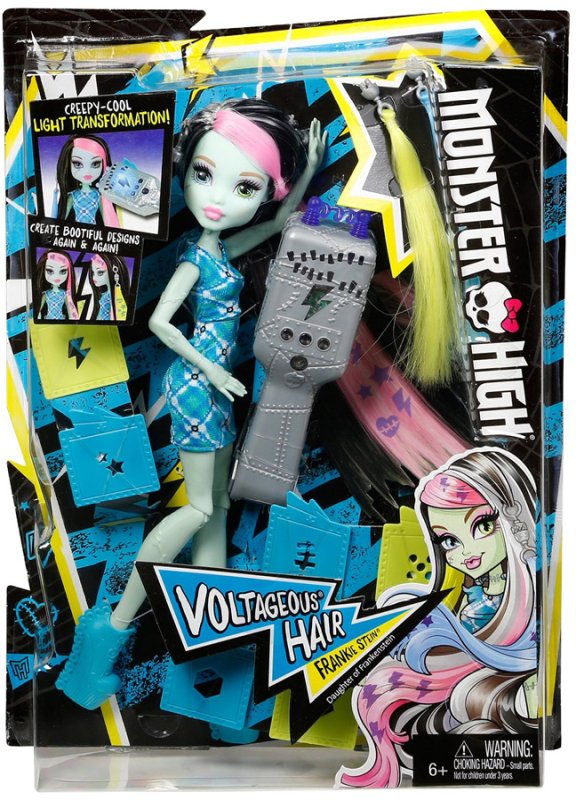 CREEPY-COOL
LIGHT TRANSFORMATION!
CREATE BOOTIFUL DESIGNS
AGAIN & AGAIN!
MONSTER HIGH®
VOLTAGEOUS®
HAIR
FRANKIE STEIN®
Daughter of Frankenstein
6+
WARNING:
CHOKING HAZARD – Small parts.
Not for children under 3 years.